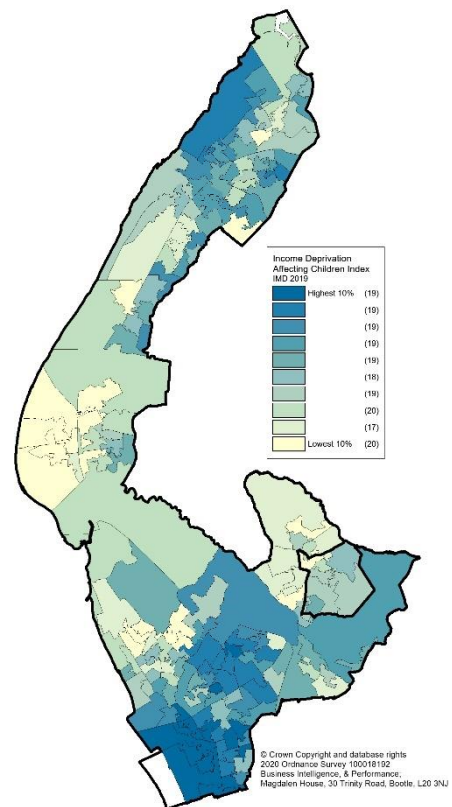 Income Deprivation
Affecting Children Index
IMD 2019
Highest 10% (19)
(19)
(19)
(19)
(19)
(18)
(19)
(20)
(17)
Lowest 10% (20)
© Crown Copyright and database rights
2020 Ordnance Survey 100018192
Business Intelligence, & Performance,
Magdalen House, 30 Trinity Road, Bootle, L20 3NJ